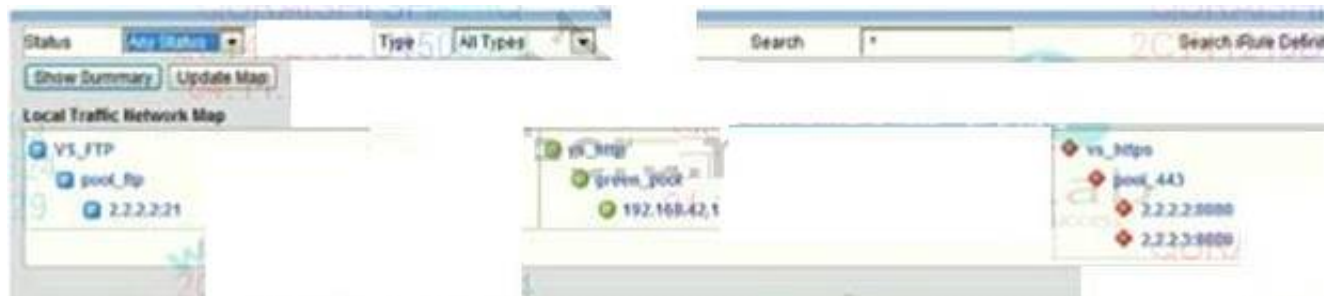 Status Any Status Type All Types Search * Search iRule Definit
Show Summary Update Map
Local Traffic Network Map
VS_FTP
pool_ftp
2.2.2.2:21
vs_http
green_pool
192.168.42.1
vs_https
pool_443
2.2.2.2:8080
2.2.2.3:8080